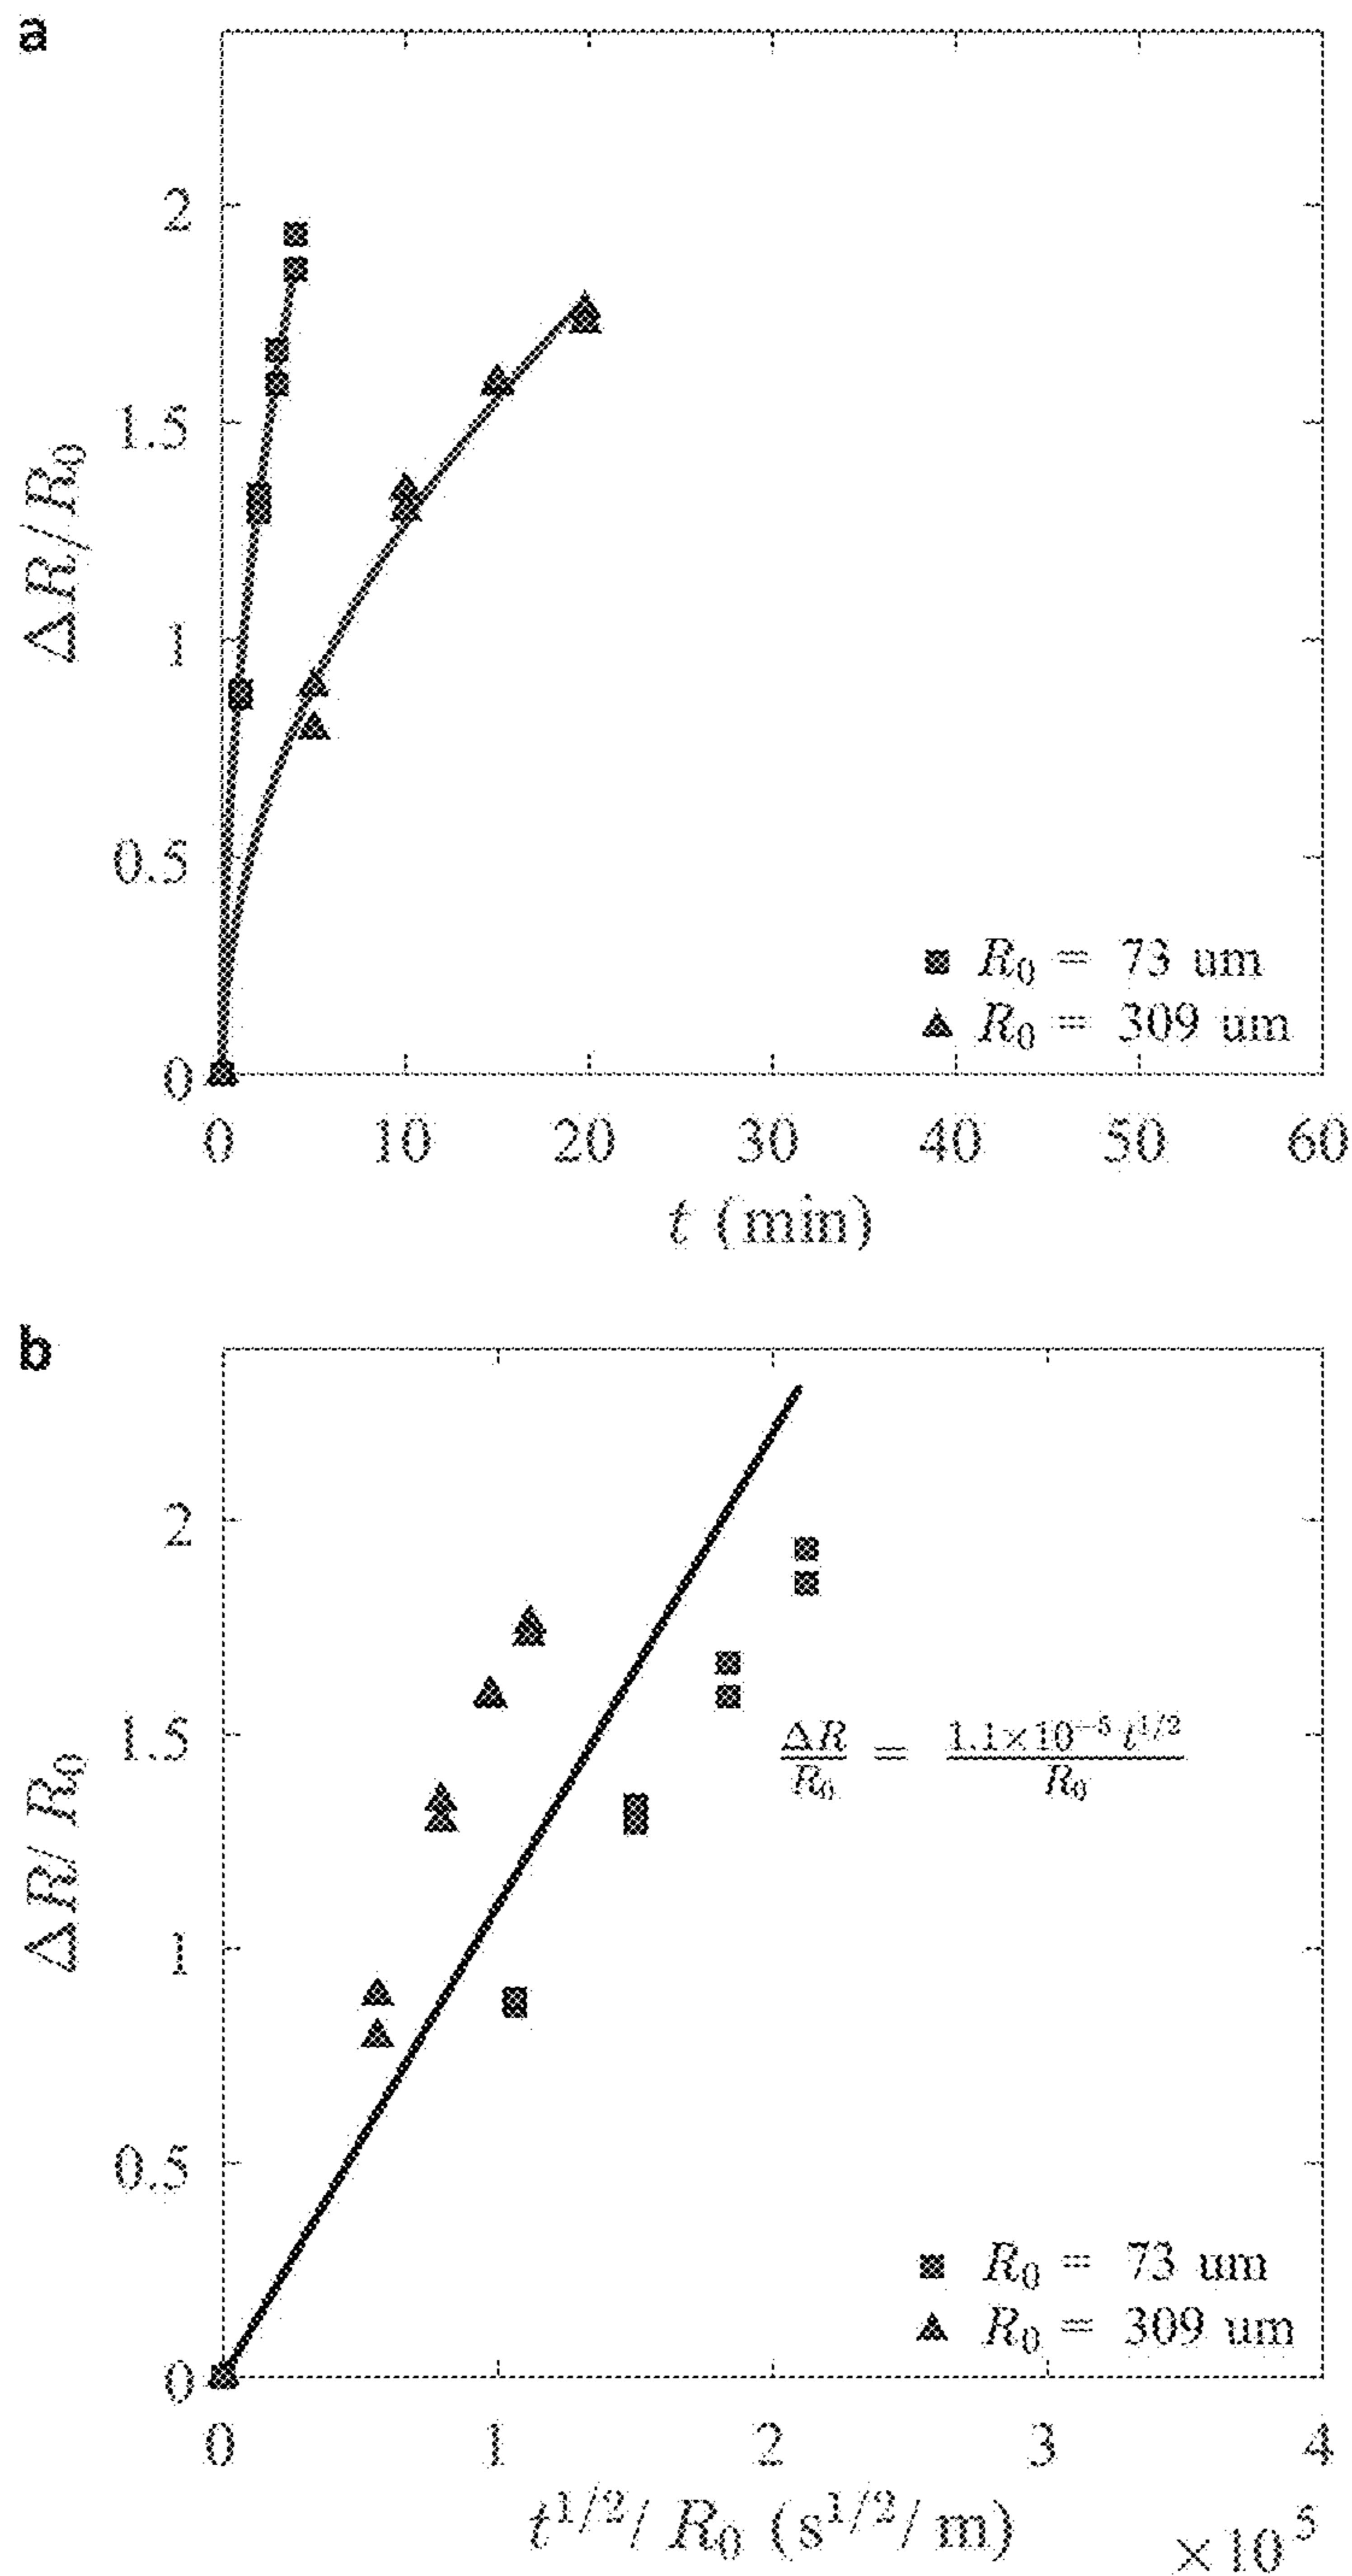 a
2
1.5
1
0.5
0
ΔR/R₀
R₀ = 73 um
R₀ = 309 um
0 10 20 30 40 50 60
t (min)
b
2
1.5
1
0.5
0
ΔR/R₀
ΔR/R₀ = 1.1×10⁻⁵ t^{1/2}/R₀
R₀ = 73 um
R₀ = 309 um
0 1 2 3 4
t^{1/2}/R₀ (s^{1/2}/m)
×10⁵